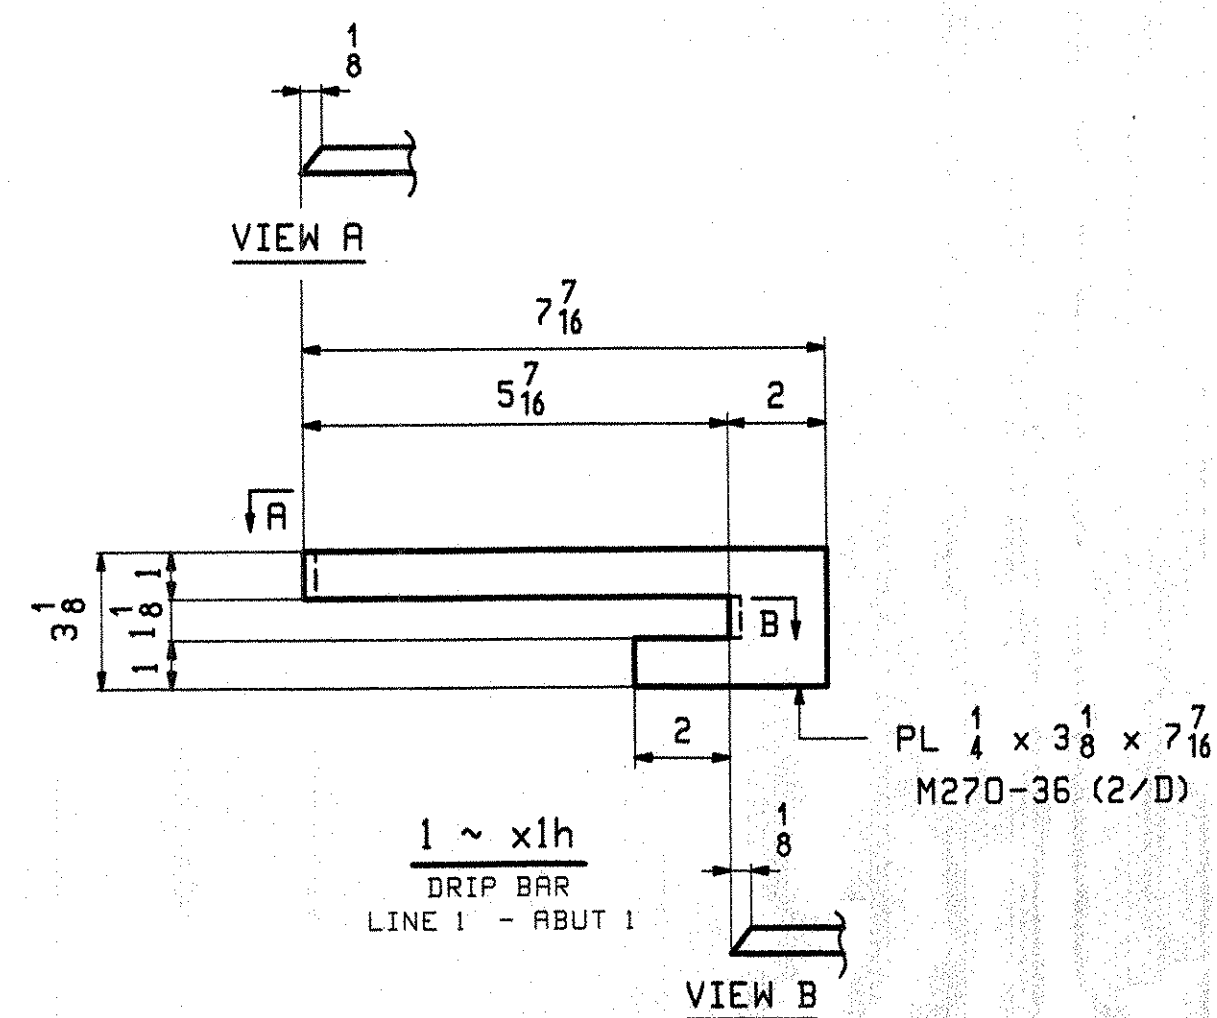 1/8
VIEW A
7 7/16
5 7/16
2
A
3 1/8
1
1 1/8
1
B
2
PL 1/4 x 3 1/8 x 7 7/16
M270-36 (2/D)
1 ~ x1h
DRIP BAR
LINE 1 - ABUT 1
1/8
VIEW B